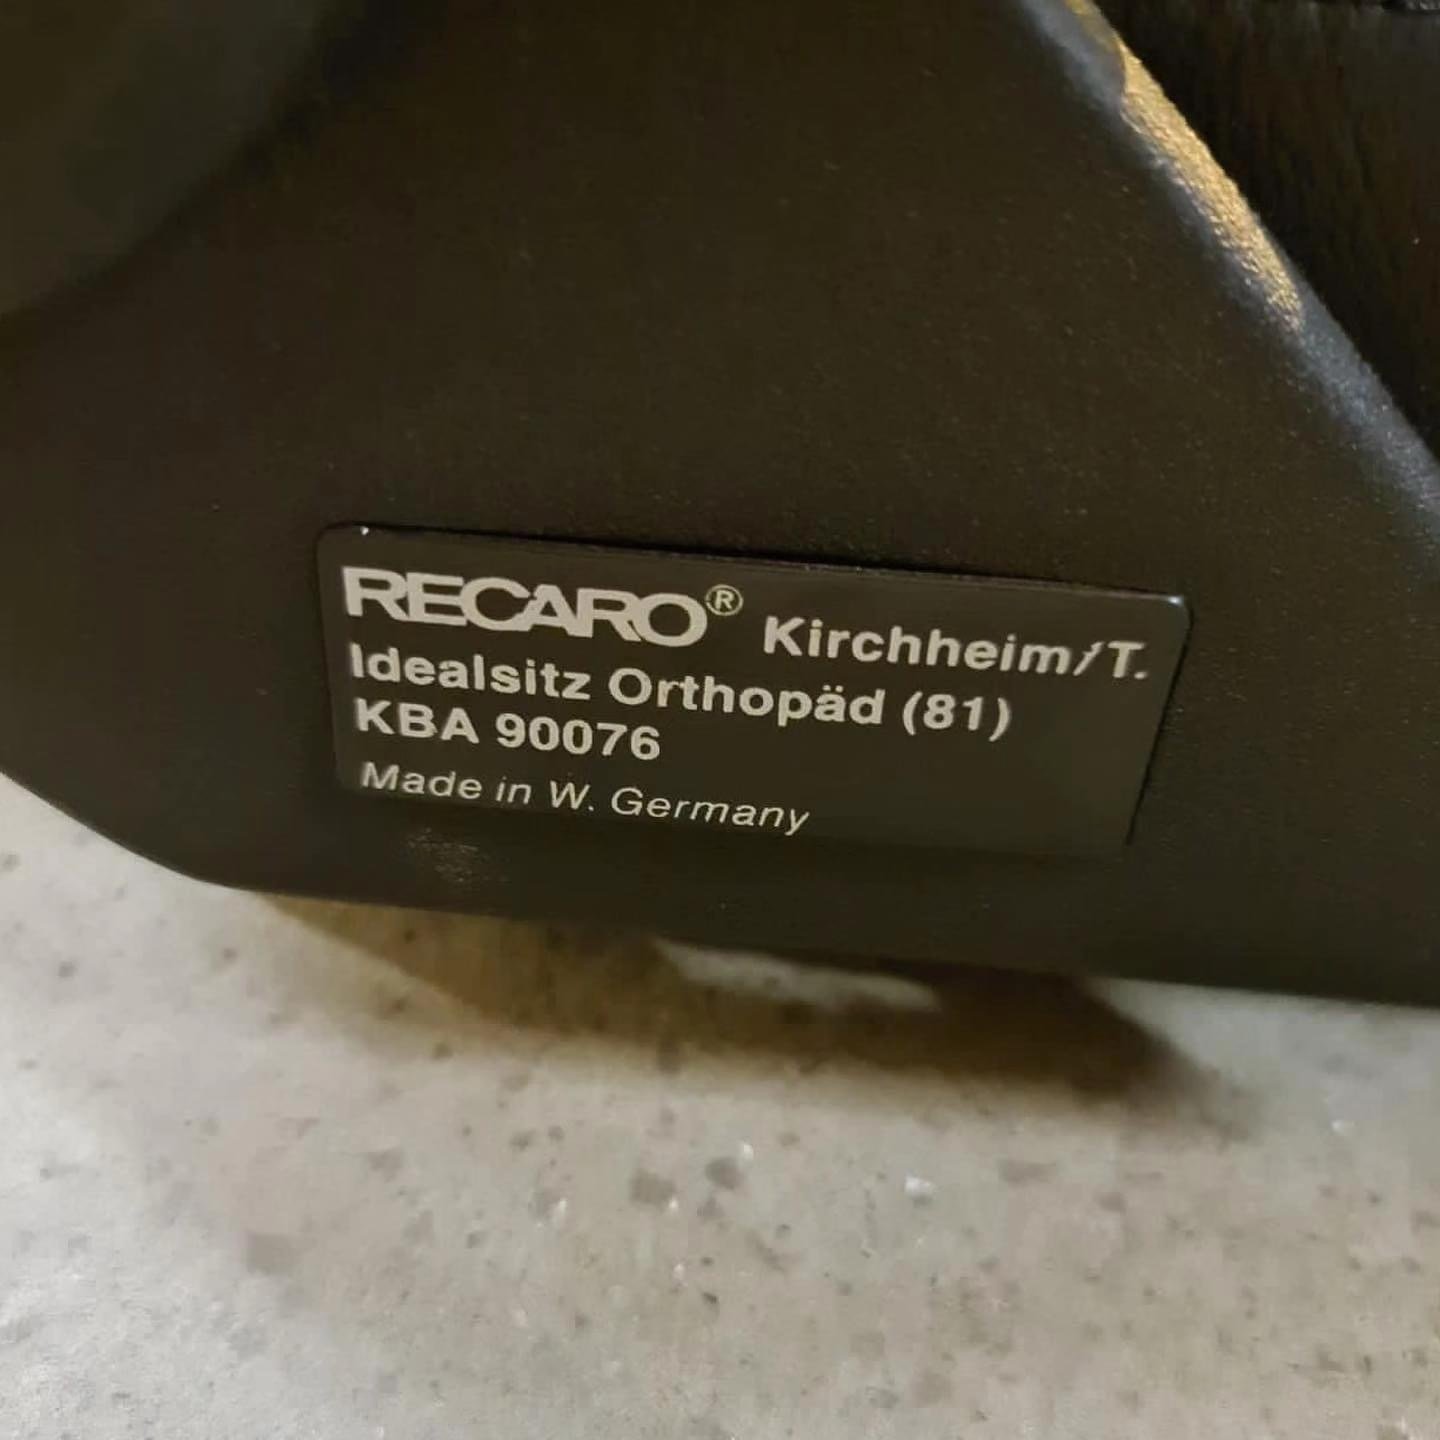 RECARO® Kirchheim/T.
Idealsitz Orthopäd (81)
KBA 90076
Made in W. Germany